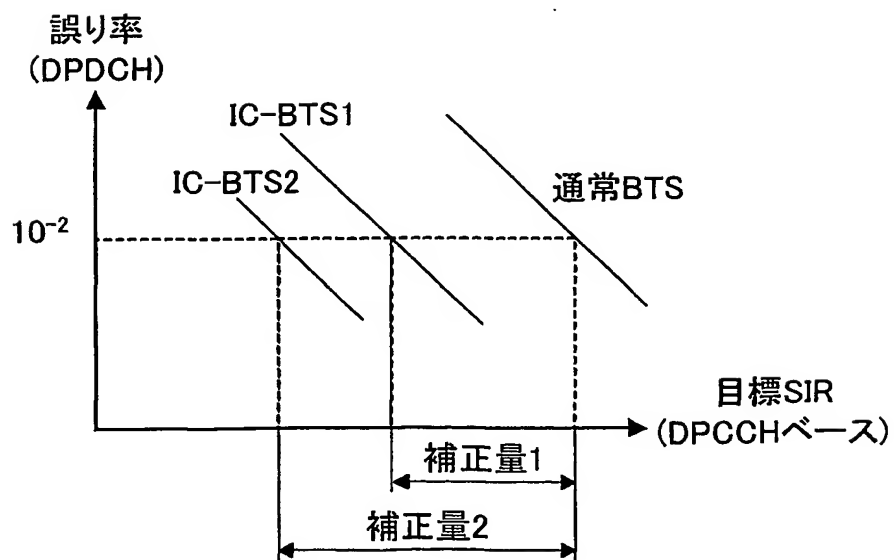 誤り率
(DPDCH)
IC-BTS1
IC-BTS2
通常BTS
10⁻²
目標SIR
(DPCCHベース)
補正量1
補正量2